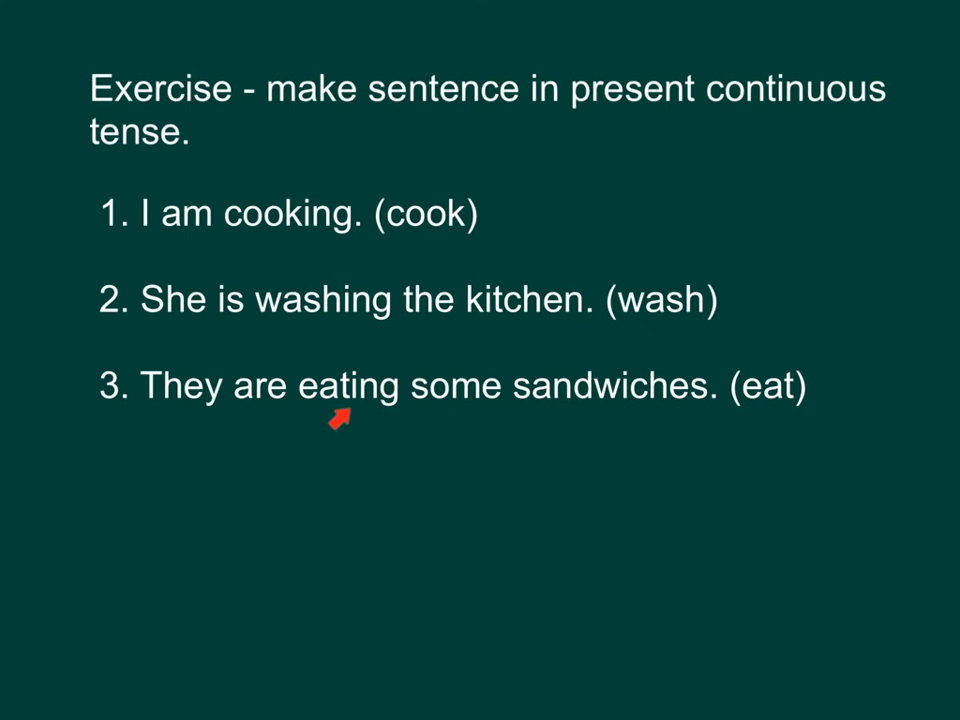 Exercise - make sentence in present continuous
tense.
1. I am cooking. (cook)
2. She is washing the kitchen. (wash)
3. They are eating some sandwiches. (eat)